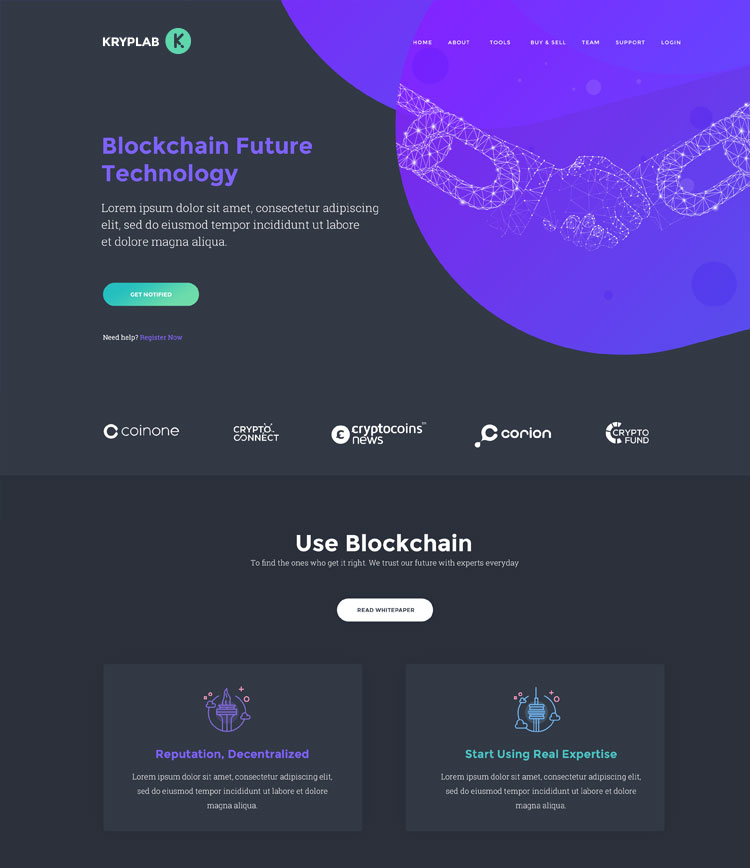 KRYPLAB K
HOME ABOUT TOOLS BUY & SELL TEAM SUPPORT LOGIN
Blockchain Future
Technology
Lorem ipsum dolor sit amet, consectetur adipiscing
elit, sed do eiusmod tempor incididunt ut labore
et dolore magna aliqua.
GET NOTIFIED
Need help? Register Now
coinone
CRYPTO
CONNECT
cryptocoins
news
corion
CRYPTO
FUND
Use Blockchain
To find the ones who get it right. We trust our future with experts everyday
READ WHITEPAPER
Reputation, Decentralized
Lorem ipsum dolor sit amet, consectetur adipiscing elit,
sed do eiusmod tempor incididunt ut labore et dolore
magna aliqua.
Start Using Real Expertise
Lorem ipsum dolor sit amet, consectetur adipiscing elit,
sed do eiusmod tempor incididunt ut labore et dolore
magna aliqua.